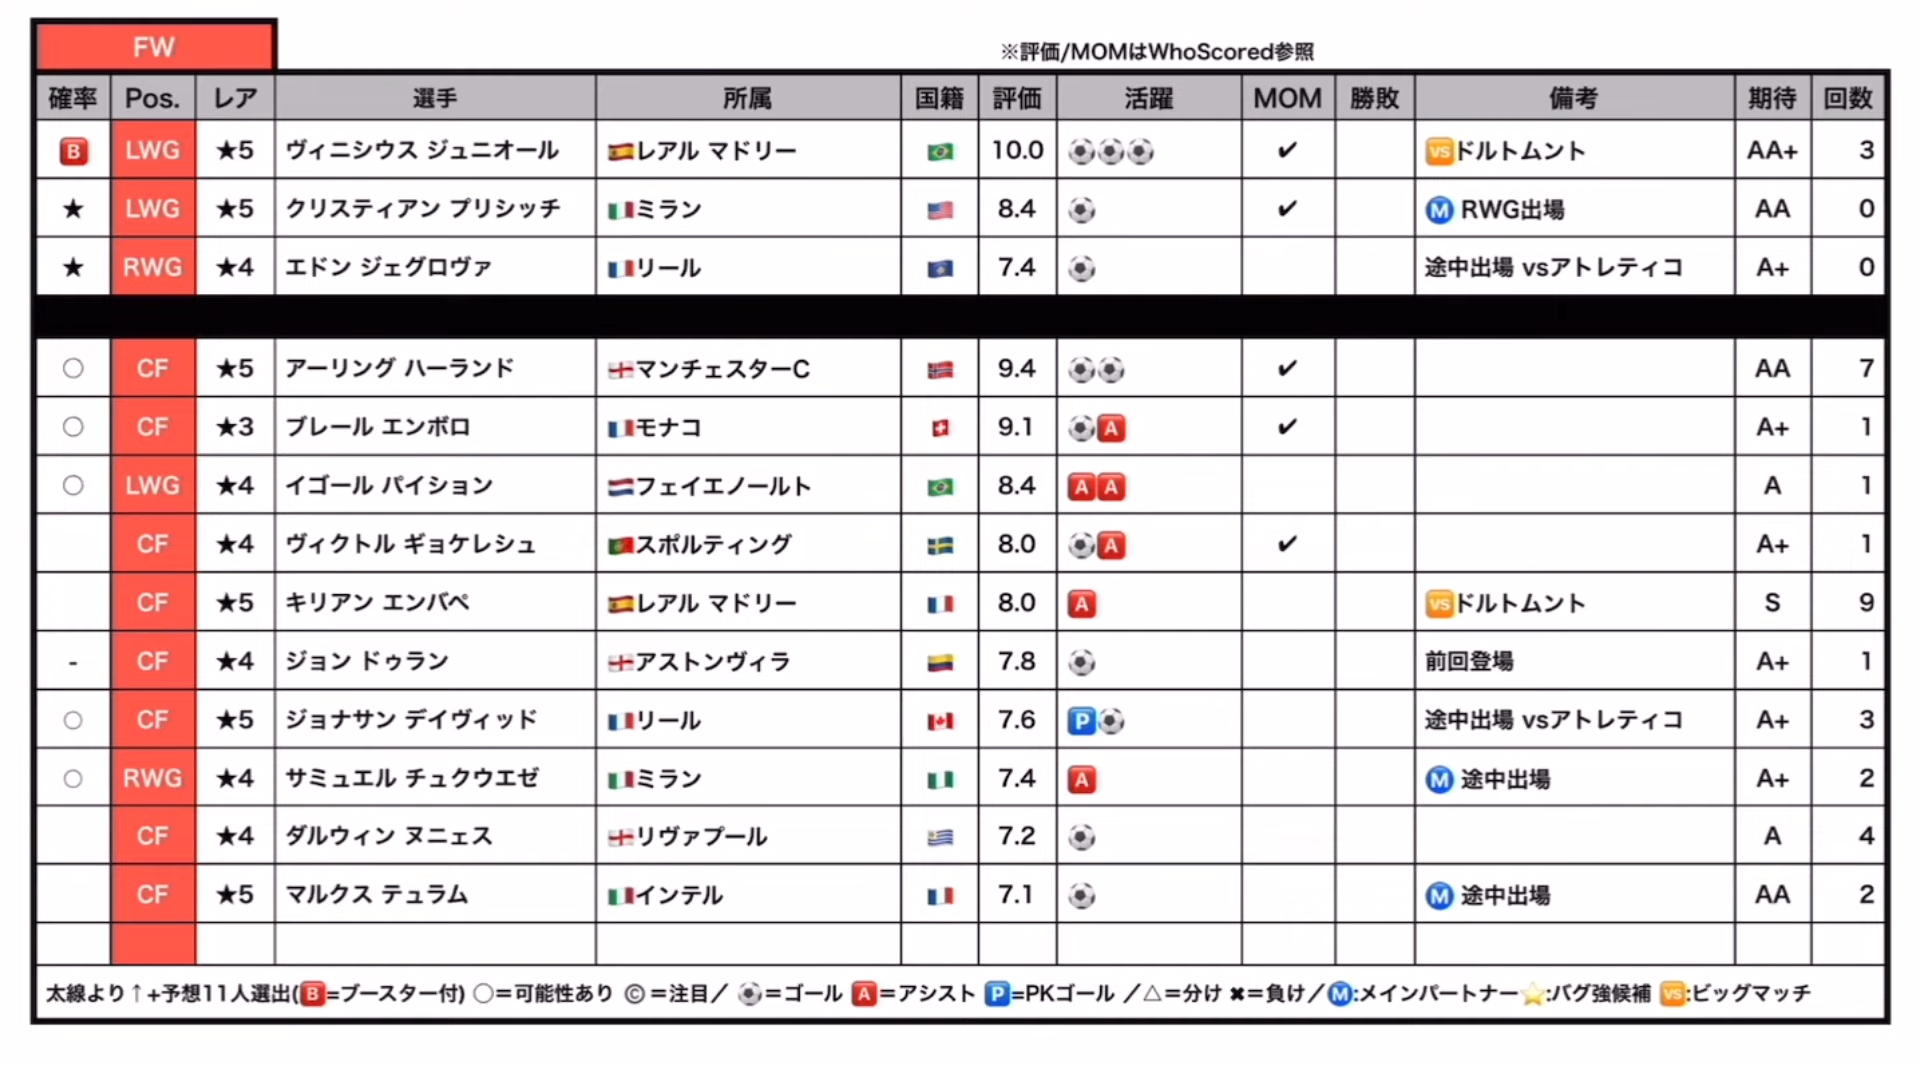 FW
※評価/MOMはWhoScored参照
確率 Pos. レア 選手 所属 国籍 評価 活躍 MOM 勝敗 備考 期待 回数
B LWG ★5 ヴィニシウス ジュニオール レアル マドリー 10.0 ⚽⚽⚽ ✔ VSドルトムント AA+ 3
★ LWG ★5 クリスティアン プリシッチ ミラン 8.4 ⚽ ✔ Ⓜ RWG出場 AA 0
★ RWG ★4 エドン ジェグロヴァ リール 7.4 ⚽ 途中出場 vsアトレティコ A+ 0
○ CF ★5 アーリング ハーランド マンチェスターC 9.4 ⚽⚽ ✔ AA 7
○ CF ★3 ブレール エンボロ モナコ 9.1 ⚽A ✔ A+ 1
○ LWG ★4 イゴール パイション フェイエノールト 8.4 AA A 1
CF ★4 ヴィクトル ギョケレシュ スポルティング 8.0 ⚽A ✔ A+ 1
CF ★5 キリアン エンバペ レアル マドリー 8.0 A VSドルトムント S 9
- CF ★4 ジョン ドゥラン アストンヴィラ 7.8 ⚽ 前回登場 A+ 1
○ CF ★5 ジョナサン デイヴィッド リール 7.6 P⚽ 途中出場 vsアトレティコ A+ 3
○ RWG ★4 サミュエル チュクウエゼ ミラン 7.4 A Ⓜ 途中出場 A+ 2
CF ★4 ダルウィン ヌニェス リヴァプール 7.2 ⚽ A 4
CF ★5 マルクス テュラム インテル 7.1 ⚽ Ⓜ 途中出場 AA 2
太線より↑+予想11人選出(B=ブースター付) ○=可能性あり ©=注目／ ⚽=ゴール A=アシスト P=PKゴール ／△=分け ✖=負け／Ⓜ:メインパートナー⭐:バグ強候補 VS:ビッグマッチ